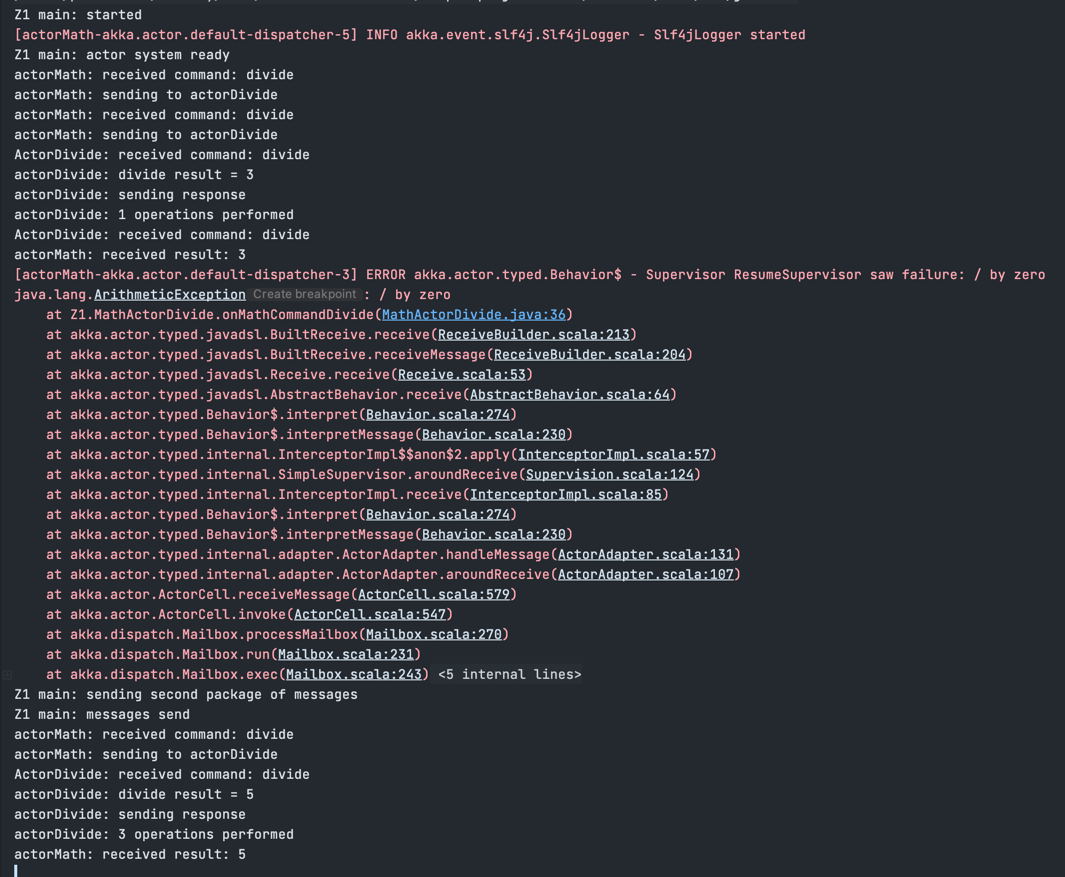 Z1 main: started
[actorMath-akka.actor.default-dispatcher-5] INFO akka.event.slf4j.Slf4jLogger - Slf4jLogger started
Z1 main: actor system ready
actorMath: received command: divide
actorMath: sending to actorDivide
actorMath: received command: divide
actorMath: sending to actorDivide
ActorDivide: received command: divide
actorDivide: divide result = 3
actorDivide: sending response
actorDivide: 1 operations performed
ActorDivide: received command: divide
actorMath: received result: 3
[actorMath-akka.actor.default-dispatcher-3] ERROR akka.actor.typed.Behavior$ - Supervisor ResumeSupervisor saw failure: / by zero
java.lang.ArithmeticException Create breakpoint : / by zero
    at Z1.MathActorDivide.onMathCommandDivide(MathActorDivide.java:36)
    at akka.actor.typed.javadsl.BuiltReceive.receive(ReceiveBuilder.scala:213)
    at akka.actor.typed.javadsl.BuiltReceive.receiveMessage(ReceiveBuilder.scala:204)
    at akka.actor.typed.javadsl.Receive.receive(Receive.scala:53)
    at akka.actor.typed.javadsl.AbstractBehavior.receive(AbstractBehavior.scala:64)
    at akka.actor.typed.Behavior$.interpret(Behavior.scala:274)
    at akka.actor.typed.Behavior$.interpretMessage(Behavior.scala:230)
    at akka.actor.typed.internal.InterceptorImpl$$anon$2.apply(InterceptorImpl.scala:57)
    at akka.actor.typed.internal.SimpleSupervisor.aroundReceive(Supervision.scala:124)
    at akka.actor.typed.internal.InterceptorImpl.receive(InterceptorImpl.scala:85)
    at akka.actor.typed.Behavior$.interpret(Behavior.scala:274)
    at akka.actor.typed.Behavior$.interpretMessage(Behavior.scala:230)
    at akka.actor.typed.internal.adapter.ActorAdapter.handleMessage(ActorAdapter.scala:131)
    at akka.actor.typed.internal.adapter.ActorAdapter.aroundReceive(ActorAdapter.scala:107)
    at akka.actor.ActorCell.receiveMessage(ActorCell.scala:579)
    at akka.actor.ActorCell.invoke(ActorCell.scala:547)
    at akka.dispatch.Mailbox.processMailbox(Mailbox.scala:270)
    at akka.dispatch.Mailbox.run(Mailbox.scala:231)
    at akka.dispatch.Mailbox.exec(Mailbox.scala:243) <5 internal lines>
Z1 main: sending second package of messages
Z1 main: messages send
actorMath: received command: divide
actorMath: sending to actorDivide
ActorDivide: received command: divide
actorDivide: divide result = 5
actorDivide: sending response
actorDivide: 3 operations performed
actorMath: received result: 5